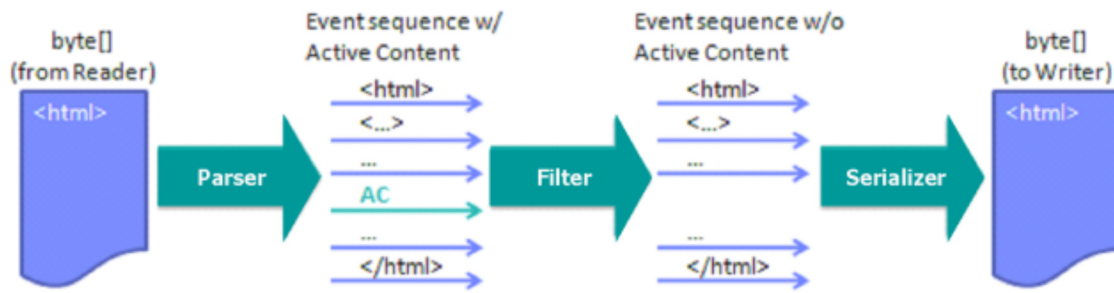 byte[]
(from Reader)
<html>
Parser
Event sequence w/
Active Content
<html>
<...>
...
AC
...
</html>
Filter
Event sequence w/o
Active Content
<html>
<...>
...
...
</html>
Serializer
byte[]
(to Writer)
<html>